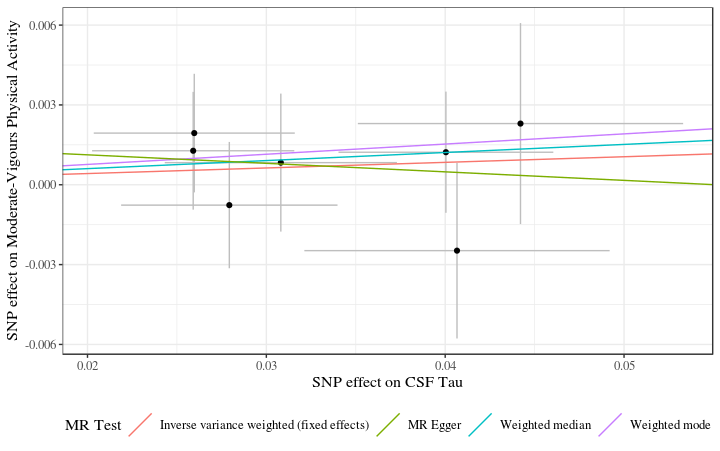 SNP effect on Moderate-Vigours Physical Activity
0.006
0.003
0.000
-0.003
-0.006
0.02 0.03 0.04 0.05
SNP effect on CSF Tau
MR Test Inverse variance weighted (fixed effects) MR Egger Weighted median Weighted mode